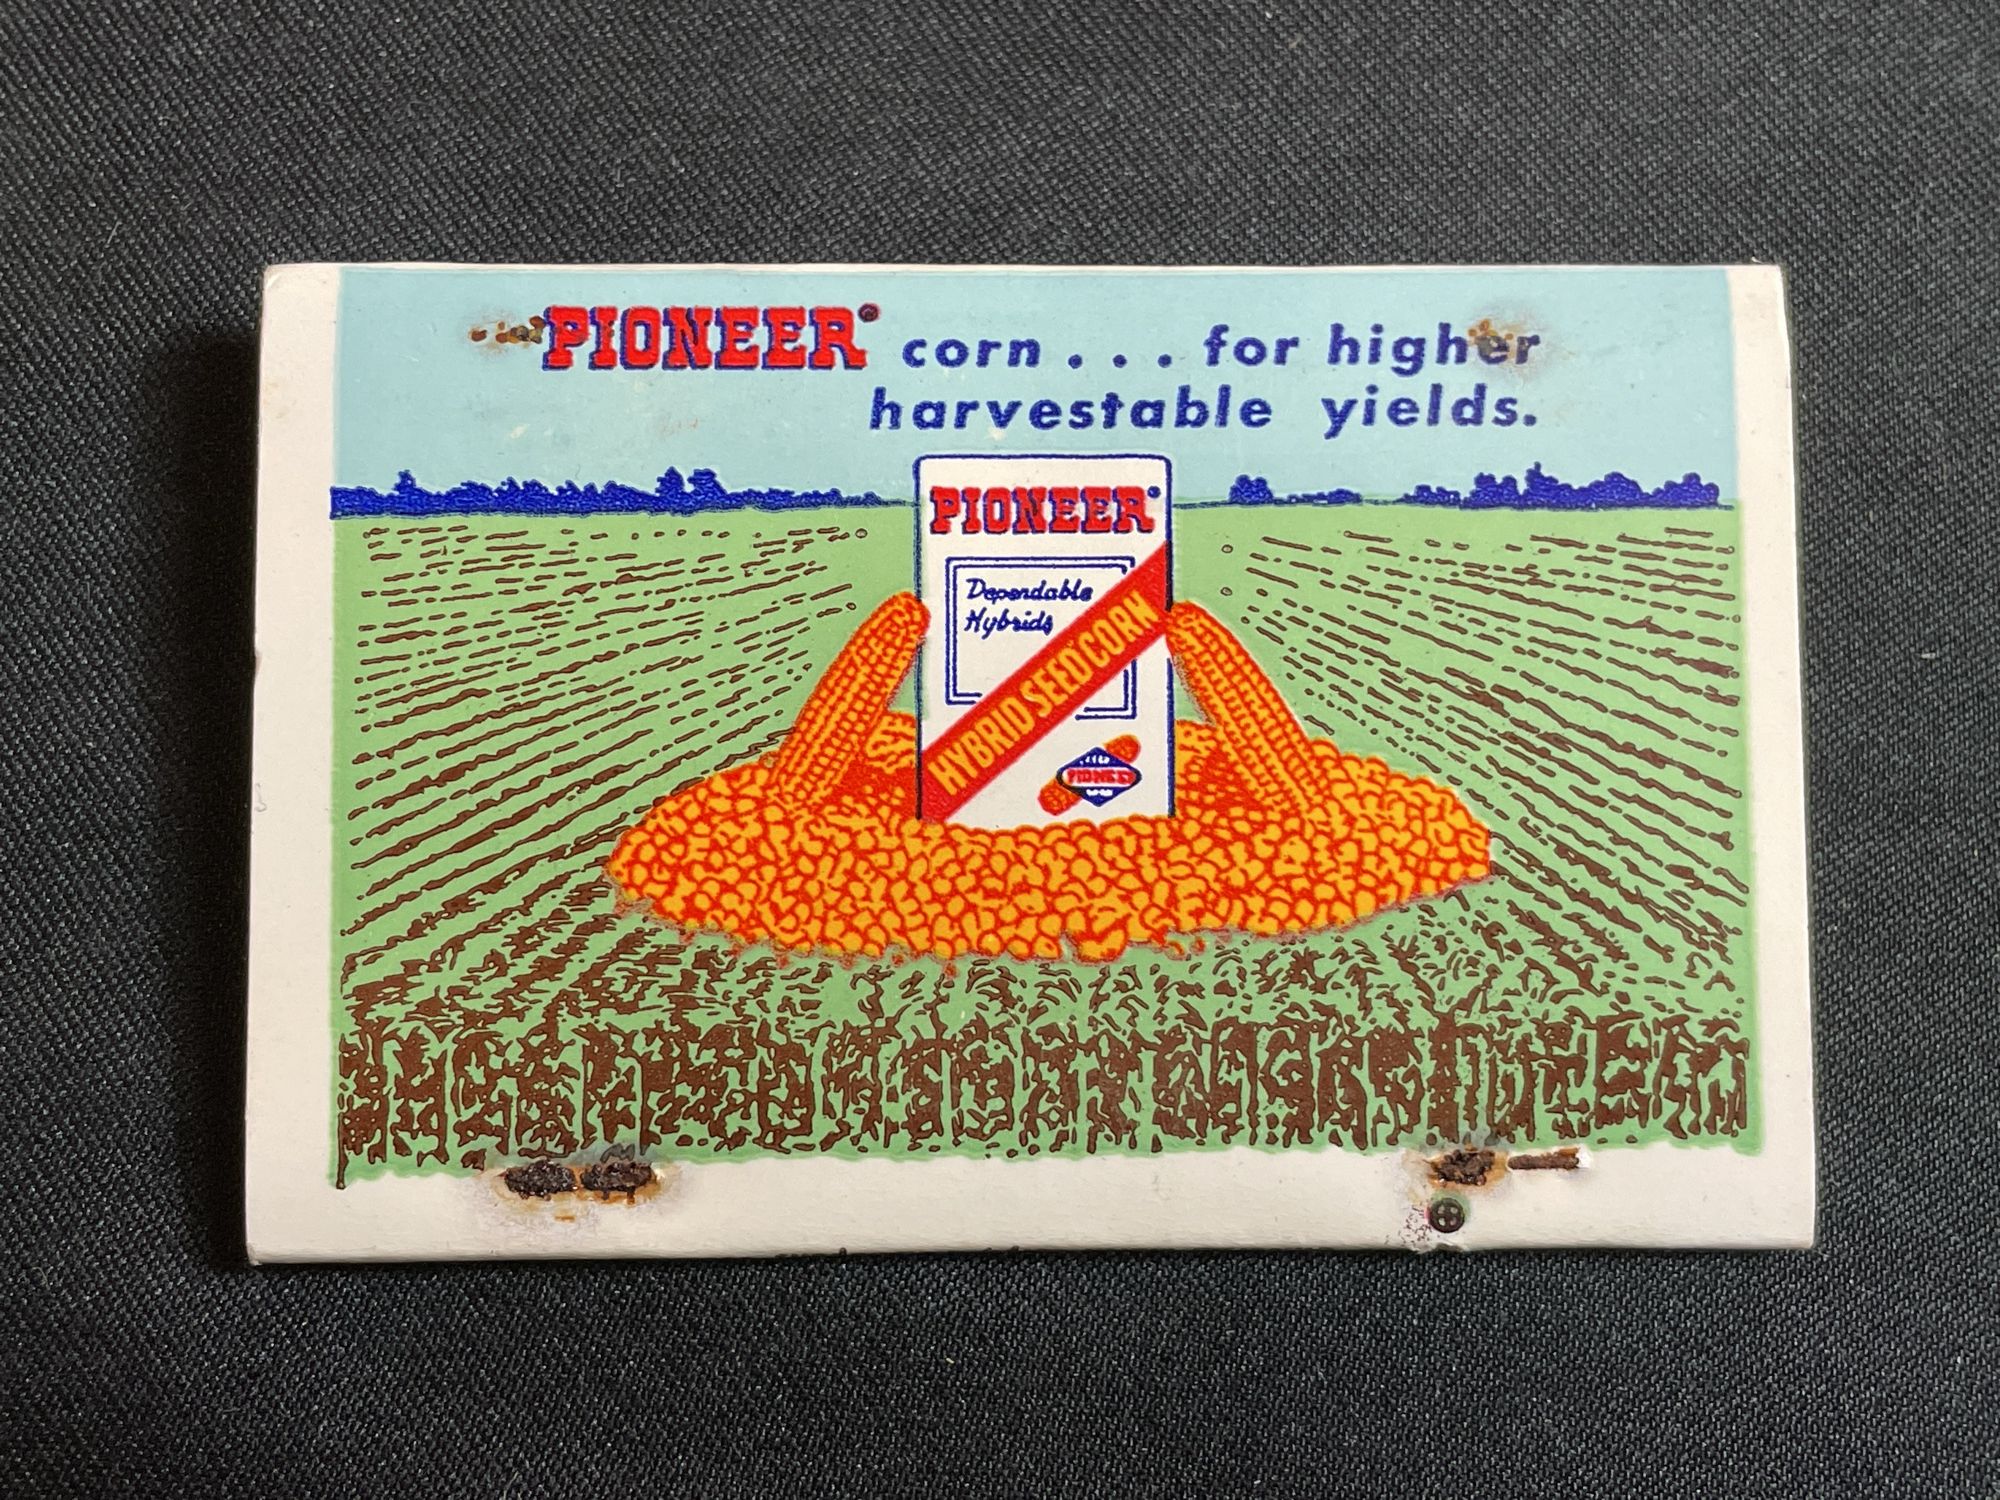 PIONEER® corn . . . for higher
harvestable yields.
PIONEER®
Dependable
Hybrids
HYBRID SEED CORN
PIONEER